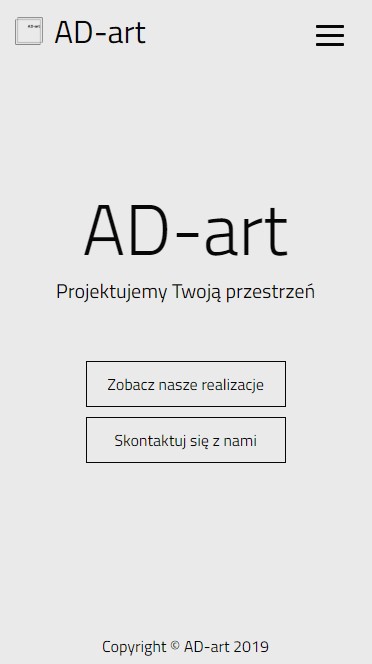 AD-art
AD-art
AD-art
Projektujemy Twoją przestrzeń
Zobacz nasze realizacje
Skontaktuj się z nami
Copyright © AD-art 2019